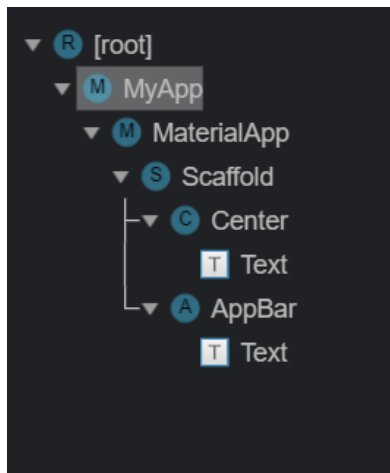 R [root]
M MyApp
M MaterialApp
S Scaffold
C Center
T Text
A AppBar
T Text